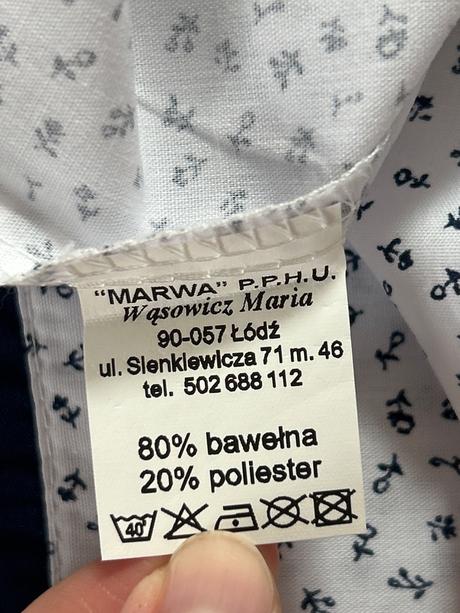 "MARWA" P.P.H.U.
Wąsowicz Maria
90-057 Łódź
ul. Sienkiewicza 71 m. 46
tel. 502 688 112
80% bawełna
20% poliester
40°